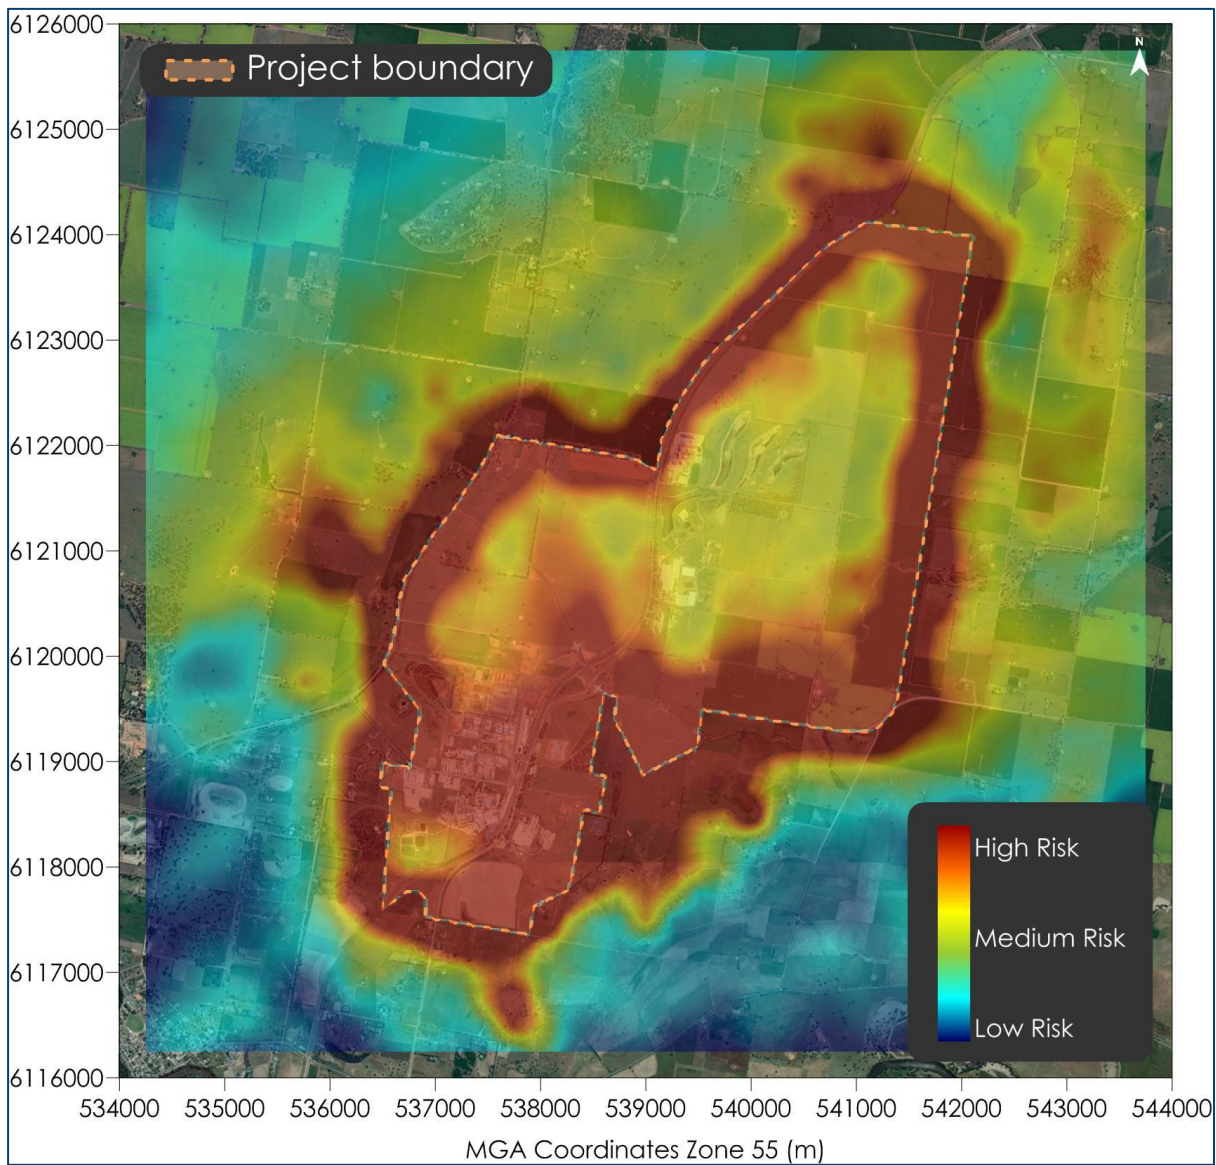 6126000
Project boundary
N
6125000
6124000
6123000
6122000
6121000
6120000
6119000
6118000
6117000
6116000
High Risk
Medium Risk
Low Risk
534000 535000 536000 537000 538000 539000 540000 541000 542000 543000 544000
MGA Coordinates Zone 55 (m)